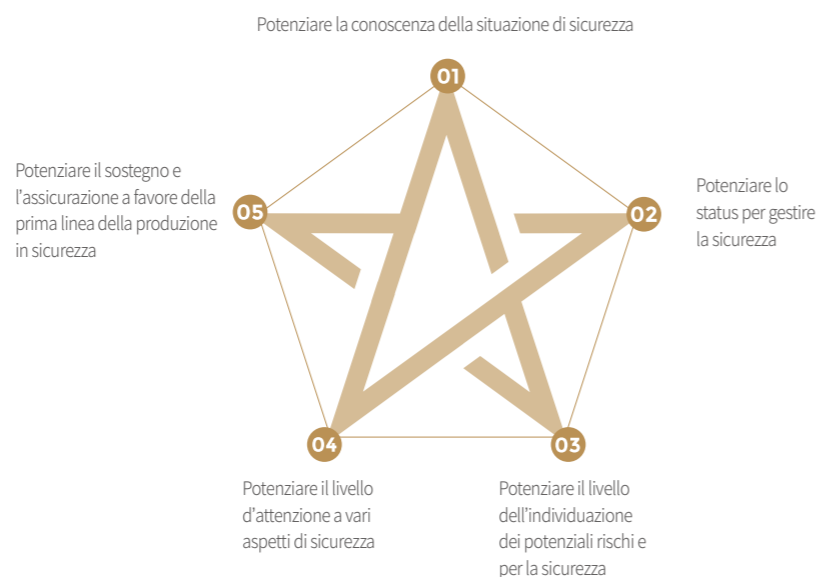 Potenziare la conoscenza della situazione di sicurezza
01
Potenziare il sostegno e
l'assicurazione a favore della
prima linea della produzione
in sicurezza
05
02
Potenziare lo
status per gestire
la sicurezza
04
03
Potenziare il livello
d'attenzione a vari
aspetti di sicurezza
Potenziare il livello
dell'individuazione
dei potenziali rischi e
per la sicurezza